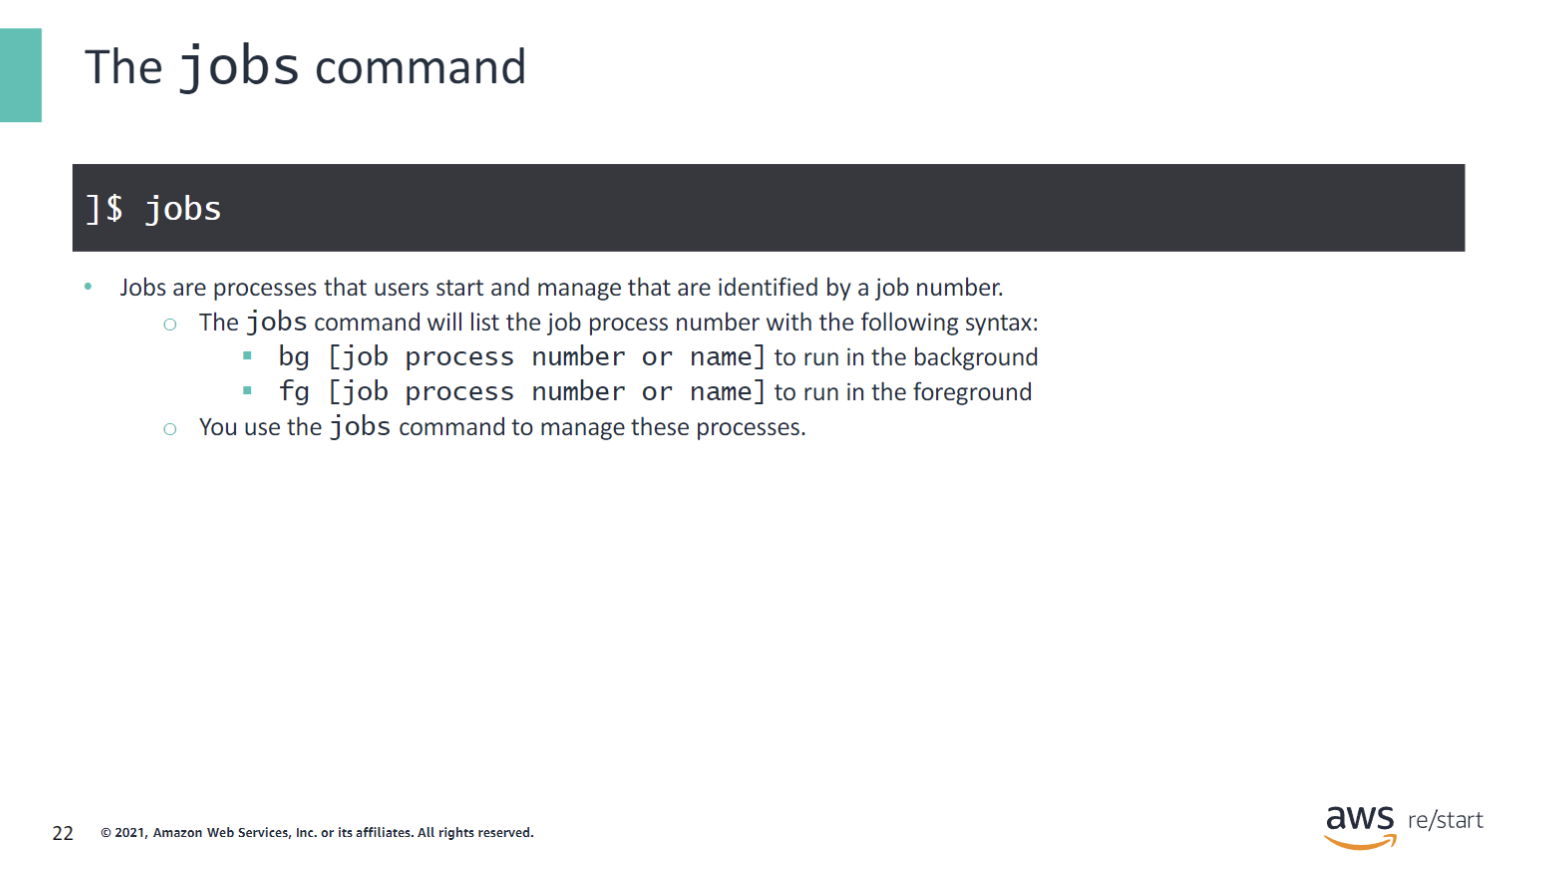 The jobs command
]$ jobs
• Jobs are processes that users start and manage that are identified by a job number.
○ The jobs command will list the job process number with the following syntax:
▪ bg [job process number or name] to run in the background
▪ fg [job process number or name] to run in the foreground
○ You use the jobs command to manage these processes.
22 © 2021, Amazon Web Services, Inc. or its affiliates. All rights reserved.
aws re/start